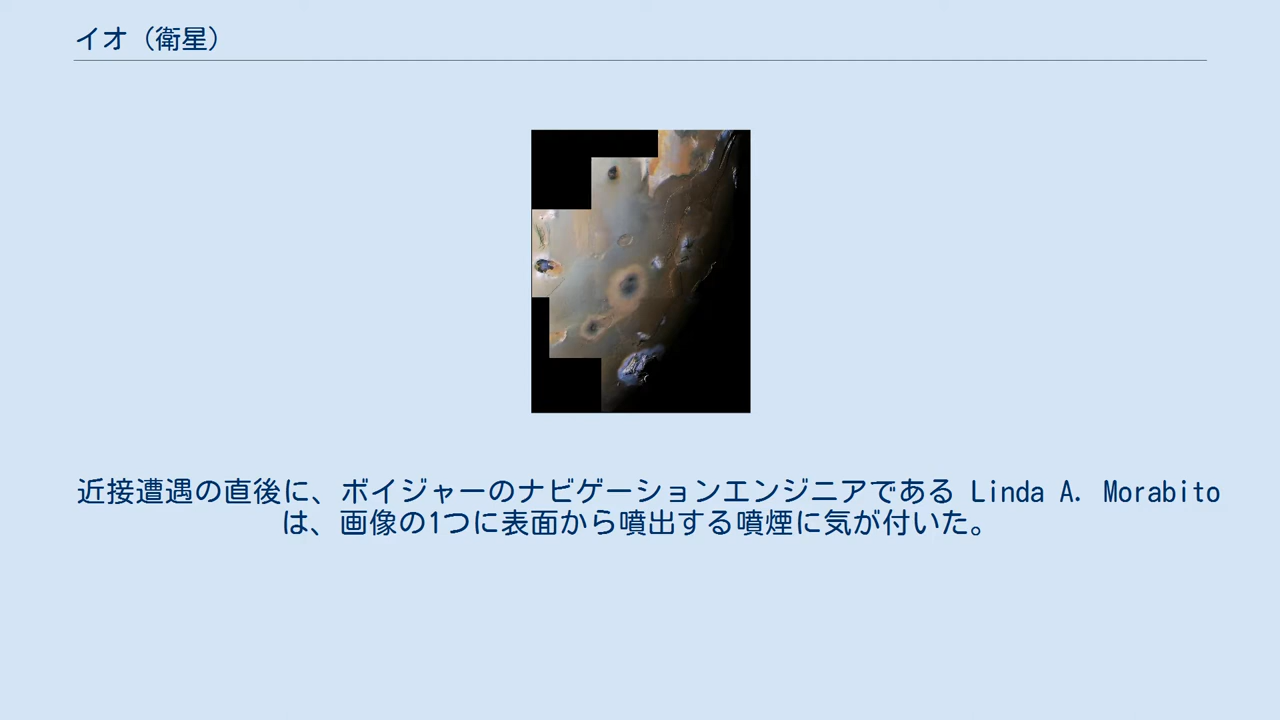 イオ（衛星）
近接遭遇の直後に、ボイジャーのナビゲーションエンジニアである Linda A. Morabito
は、画像の1つに表面から噴出する噴煙に気が付いた。